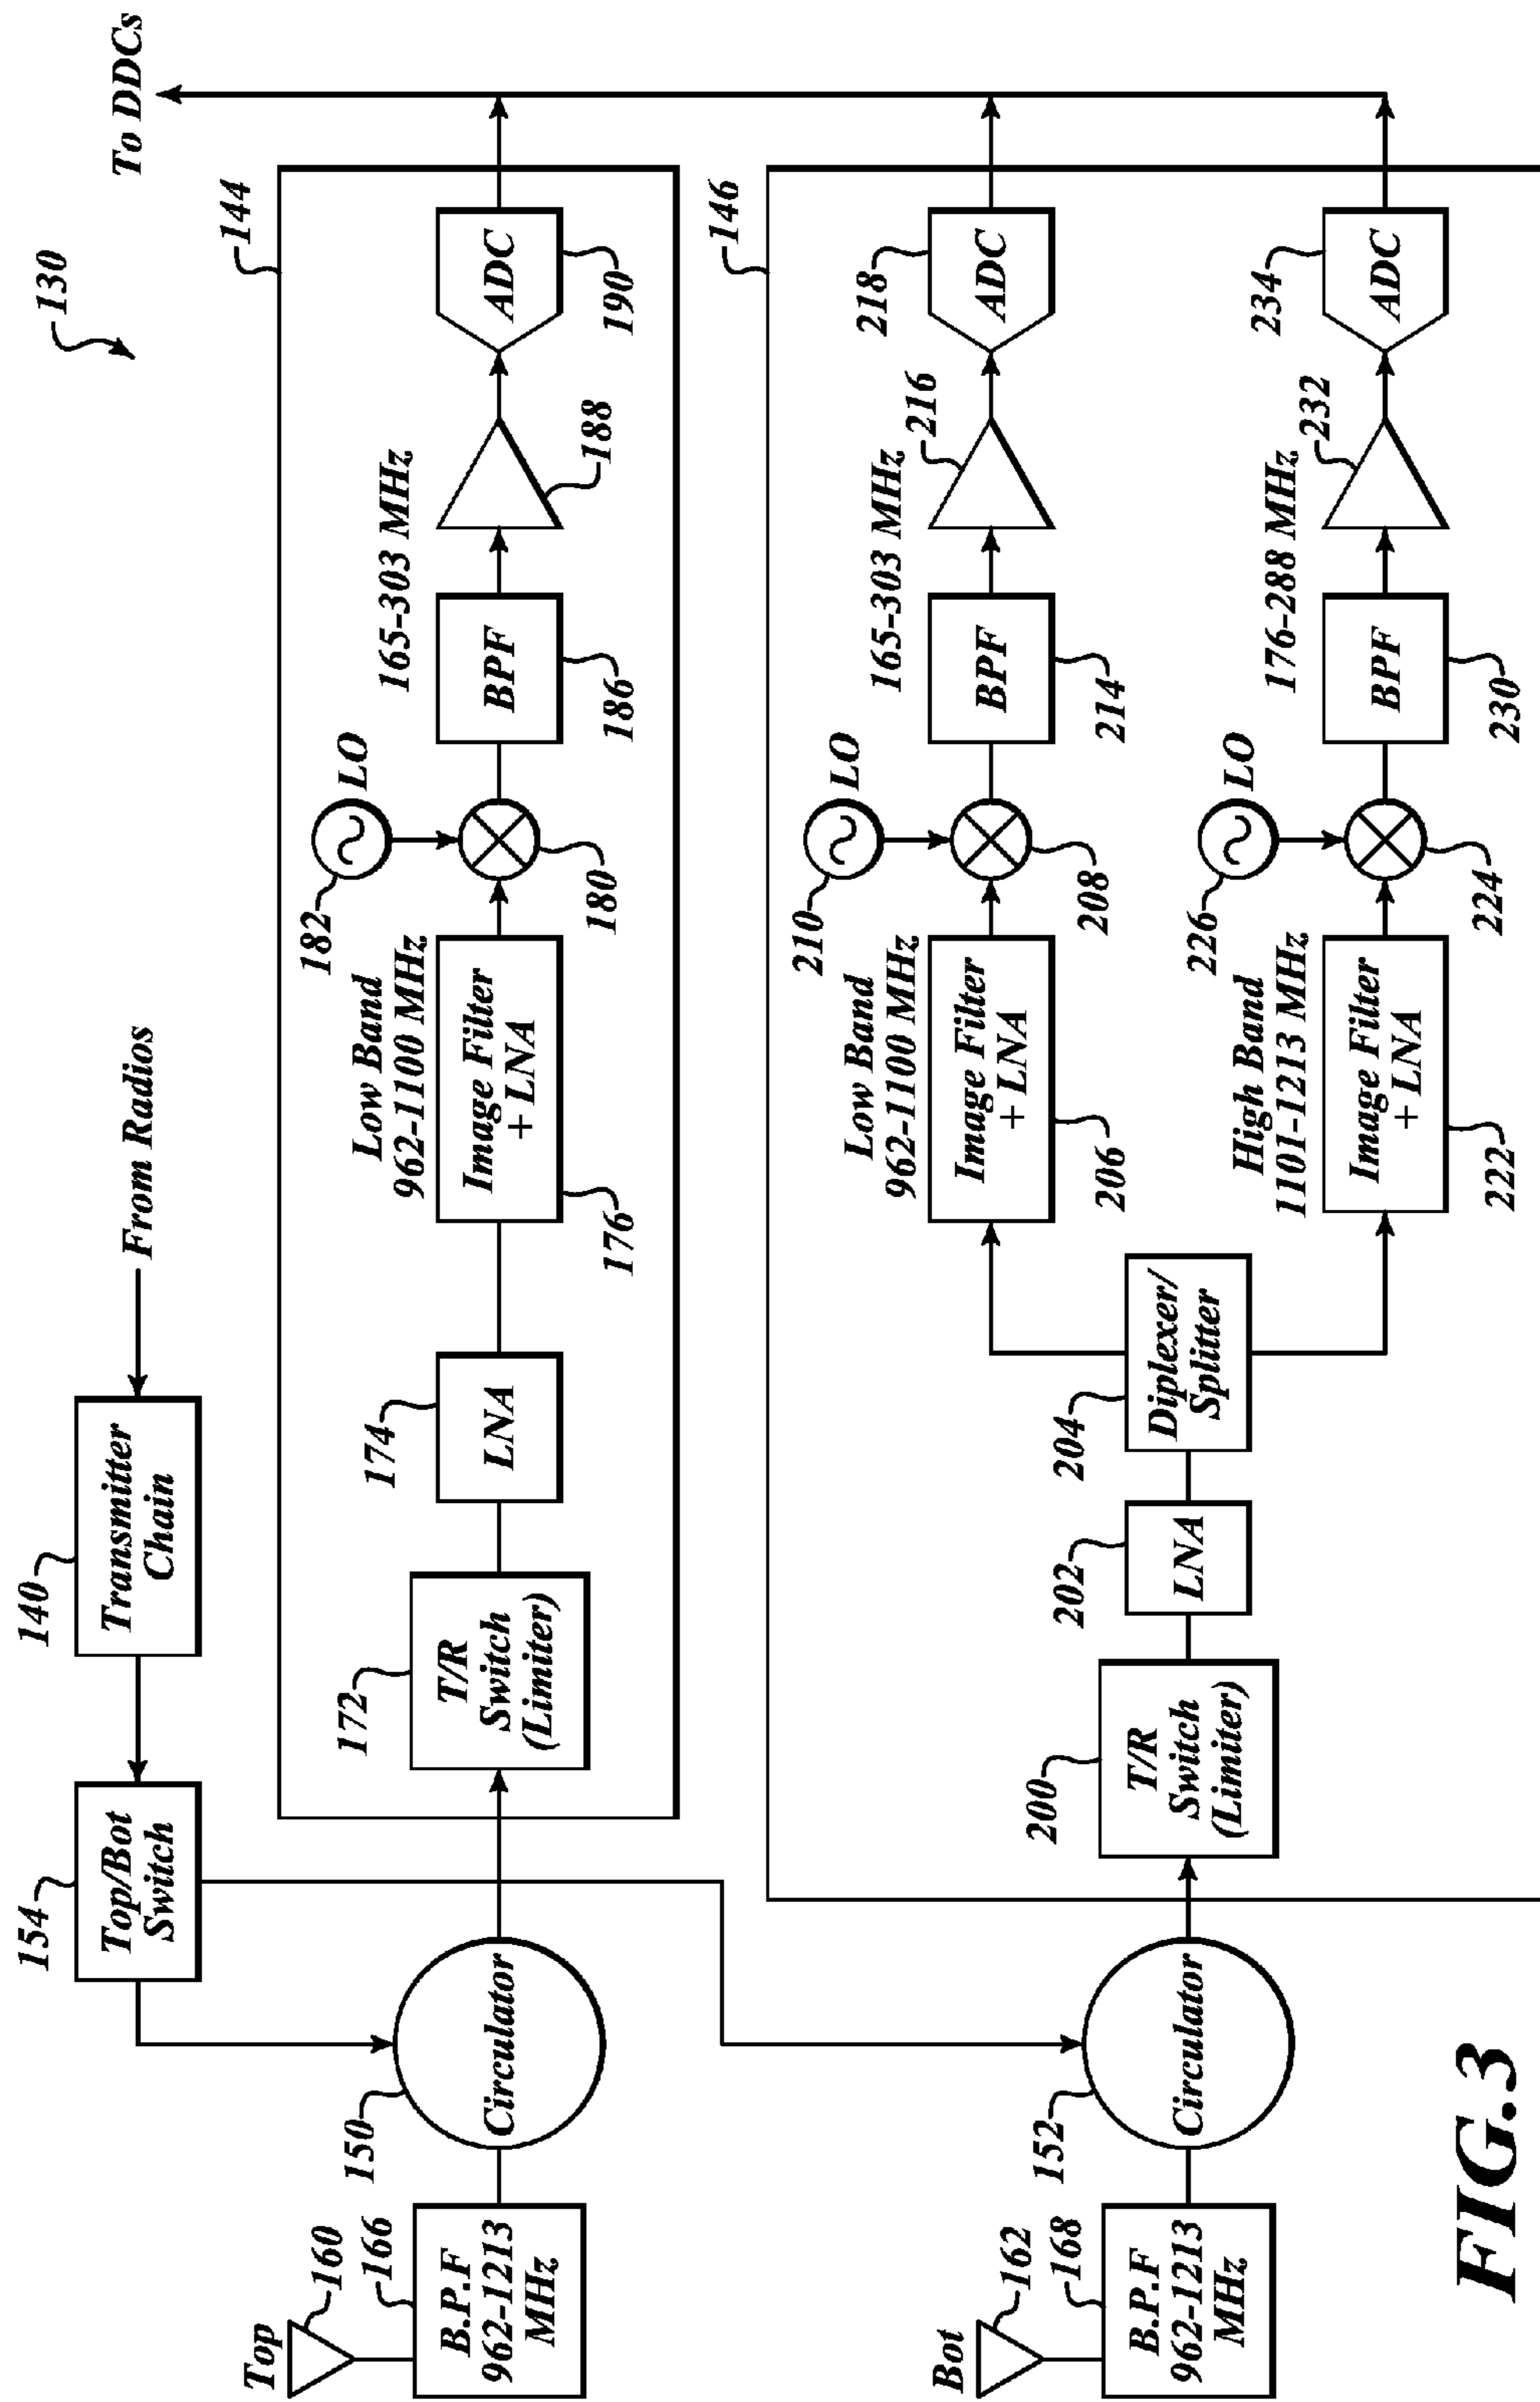 130
From Radios
To DDCs
140
Transmitter
Chain
154
Top/Bot
Switch
144
Top
160
166
B.P.F
962-1213
MHz
150
Circulator
172
T/R
Switch
(Limiter)
174
LNA
Low Band
962-1100 MHz
Image Filter
+ LNA
176
182
LO
180
165-303 MHz
BPF
186
188
ADC
190
146
Bot
162
168
B.P.F
962-1213
MHz
152
Circulator
200
T/R
Switch
(Limiter)
202
LNA
204
Diplexer/
Splitter
Low Band
962-1100 MHz
Image Filter
+ LNA
206
210
LO
208
165-303 MHz
BPF
214
216
218
ADC
High Band
1101-1213 MHz
Image Filter
+ LNA
222
226
LO
224
176-288 MHz
BPF
230
232
234
ADC
FIG.3